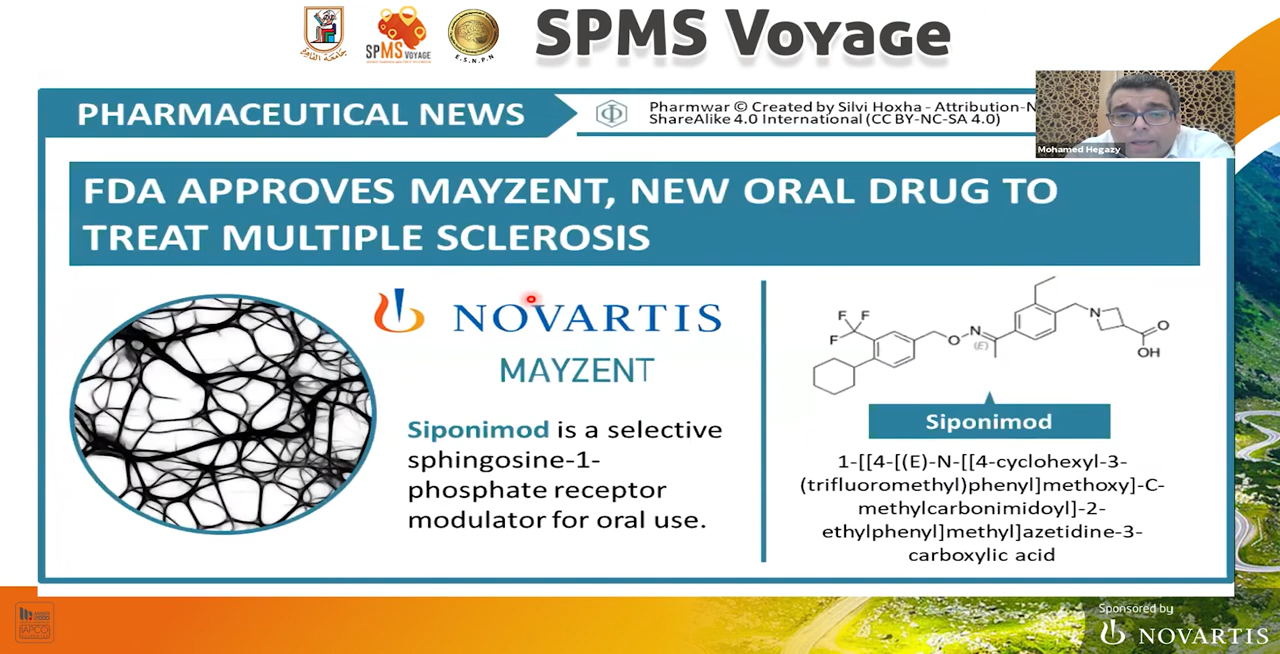 SPMS Voyage
جامعة القاهرة
SPMS VOYAGE
E.S.N.P.N
PHARMACEUTICAL NEWS
Pharmwar © Created by Silvi Hoxha - Attribution-N
ShareAlike 4.0 International (CC BY-NC-SA 4.0)
Mohamed Hegazy
FDA APPROVES MAYZENT, NEW ORAL DRUG TO
TREAT MULTIPLE SCLEROSIS
NOVARTIS
MAYZENT
Siponimod is a selective
sphingosine-1-
phosphate receptor
modulator for oral use.
F F
F
O
N
(E)
N
O
OH
Siponimod
1-[[4-[(E)-N-[[4-cyclohexyl-3-
(trifluoromethyl)phenyl]methoxy]-C-
methylcarbonimidoyl]-2-
ethylphenyl]methyl]azetidine-3-
carboxylic acid
IAPCO
Sponsored by
NOVARTIS